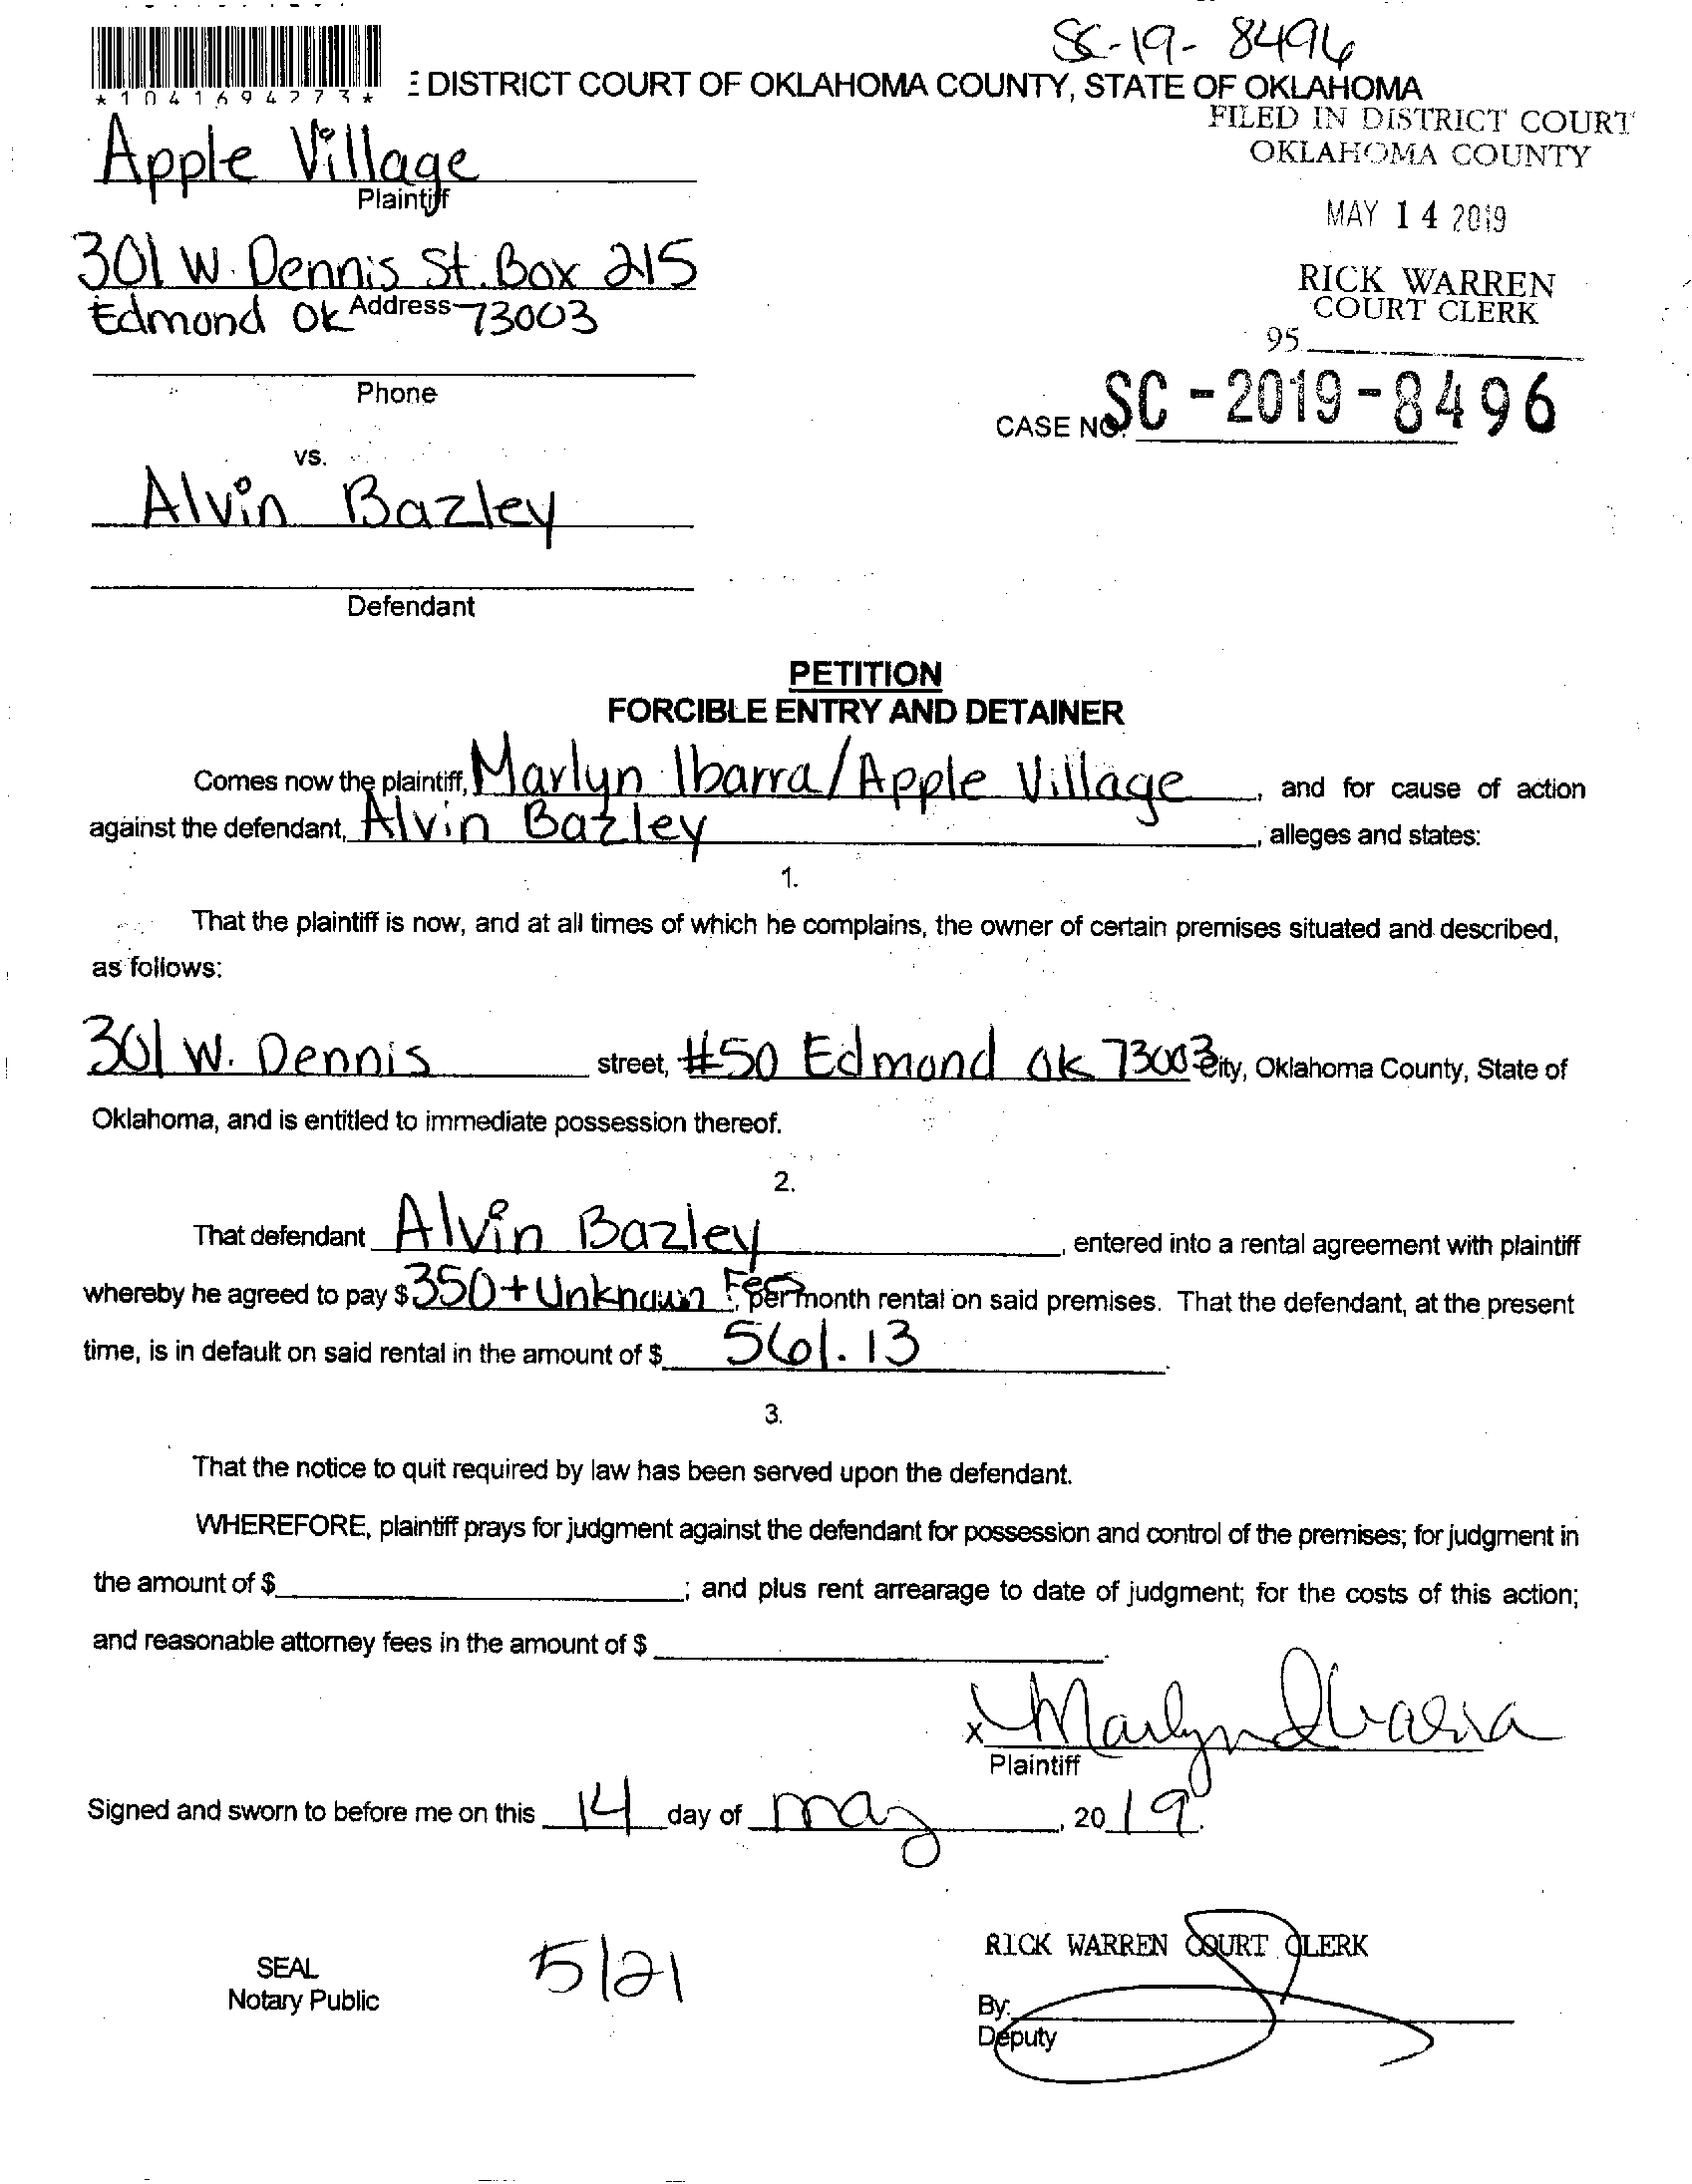 SC-19-8496
*1041694273*
E DISTRICT COURT OF OKLAHOMA COUNTY, STATE OF OKLAHOMA
FILED IN DISTRICT COURT
OKLAHOMA COUNTY
Apple Village
Plaintiff
MAY 14 2019
301 W. Dennis St. Box 215
Address
Edmond OK 73003
RICK WARREN
COURT CLERK
95
Phone
CASE NO. SC-2019-8496
vs.
Alvin Bazley
Defendant
PETITION
FORCIBLE ENTRY AND DETAINER
Comes now the plaintiff, Marlyn Ibarra/Apple Village, and for cause of action
against the defendant, Alvin Bazley, alleges and states:
1.
That the plaintiff is now, and at all times of which he complains, the owner of certain premises situated and described,
as follows:
301 W. Dennis street, #50 Edmond OK 73003 City, Oklahoma County, State of
Oklahoma, and is entitled to immediate possession thereof.
2.
That defendant Alvin Bazley, entered into a rental agreement with plaintiff
whereby he agreed to pay $ 350 + Unknown Fees, per month rental on said premises. That the defendant, at the present
time, is in default on said rental in the amount of $ 561.13.
3.
That the notice to quit required by law has been served upon the defendant.
WHEREFORE, plaintiff prays for judgment against the defendant for possession and control of the premises; for judgment in
the amount of $; and plus rent arrearage to date of judgment; for the costs of this action;
and reasonable attorney fees in the amount of $.
x Marlyn Ibarra
Plaintiff
Signed and sworn to before me on this 14 day of may, 2019.
RICK WARREN COURT CLERK
SEAL
5/21
Notary Public
By:
Deputy